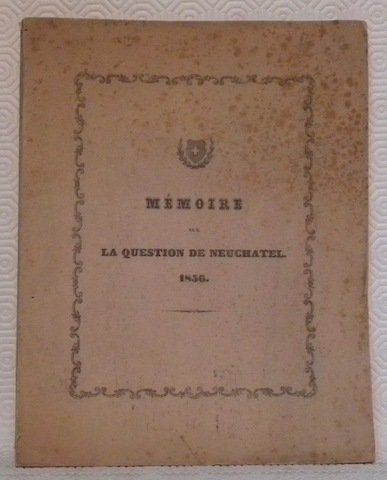 MÉMOIRE
SUR
LA QUESTION DE NEUCHATEL.
1856.